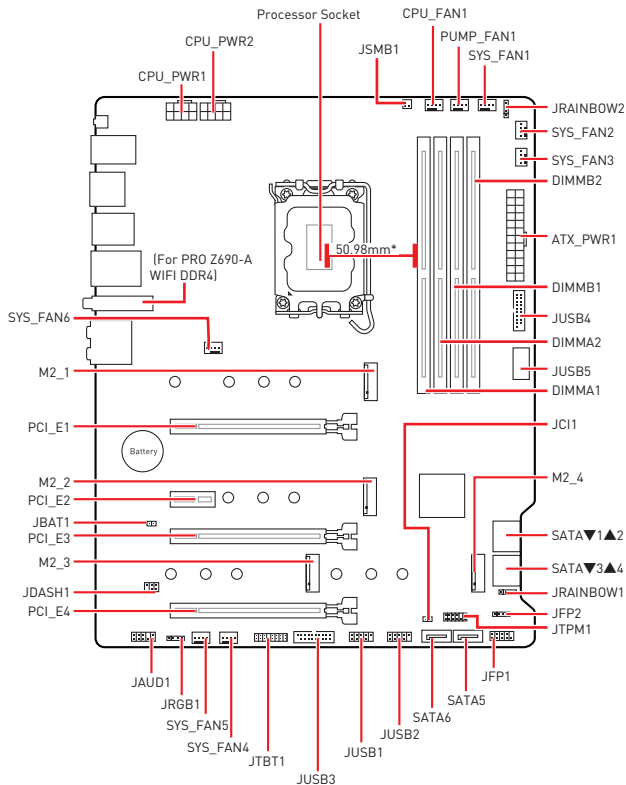 Processor Socket
CPU_FAN1
CPU_PWR2
PUMP_FAN1
JSMB1
SYS_FAN1
CPU_PWR1
JRAINBOW2
SYS_FAN2
SYS_FAN3
DIMMB2
50.98mm*
ATX_PWR1
(For PRO Z690-A
WIFI DDR4)
DIMMB1
SYS_FAN6
JUSB4
DIMMA2
M2_1
JUSB5
DIMMA1
PCI_E1
JCI1
Battery
M2_2
M2_4
PCI_E2
JBAT1
PCI_E3
SATA▼1▲2
M2_3
SATA▼3▲4
JDASH1
JRAINBOW1
PCI_E4
JFP2
JTPM1
JAUD1
JFP1
JRGB1
SATA5
SYS_FAN5
SATA6
SYS_FAN4
JUSB2
JTBT1
JUSB1
JUSB3